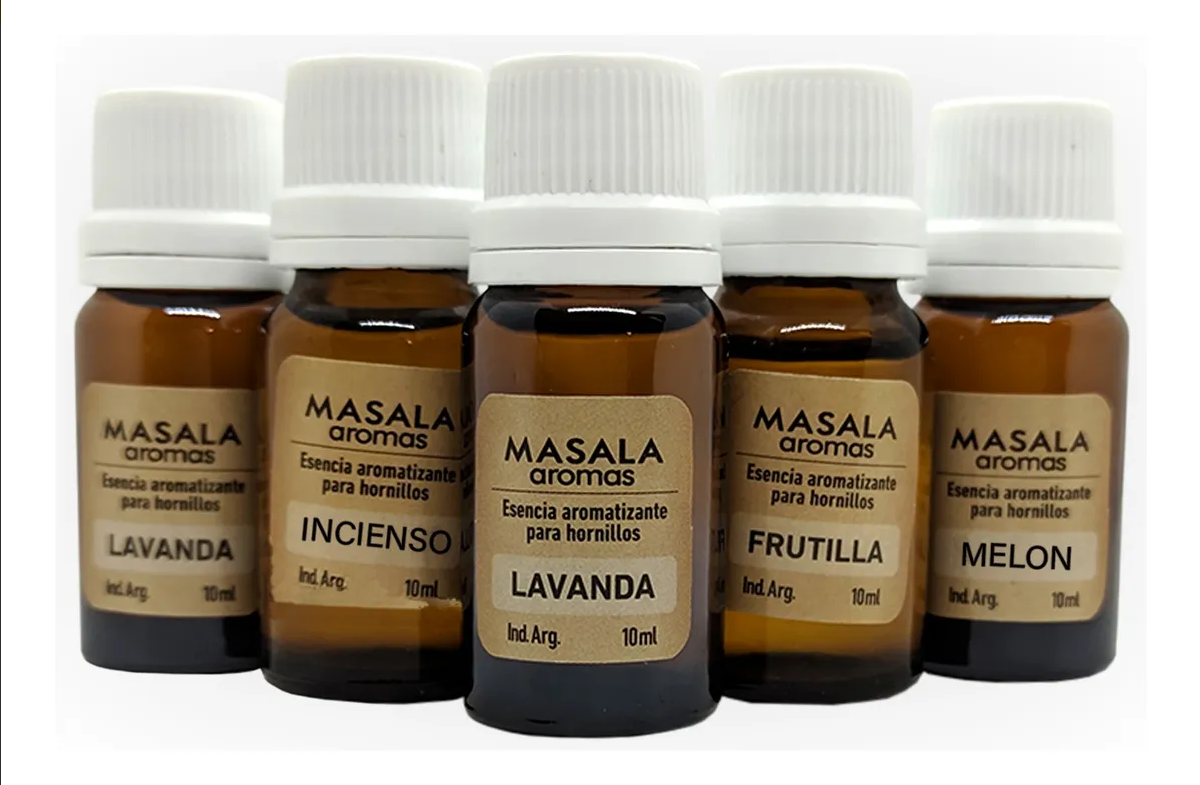 MASALA
aromas
Esencia aromatizante
para hornillos
LAVANDA
Ind. Arg.
10ml
MASALA
aromas
Esencia aromatizante
para hornillos
INCIENSO
Ind. Arg.
10ml
MASALA
aromas
Esencia aromatizante
para hornillos
LAVANDA
Ind. Arg.
10ml
MASALA
aromas
Esencia aromatizante
para hornillos
FRUTILLA
Ind. Arg.
10ml
MASALA
aromas
Esencia aromatizante
para hornillos
MELON
Ind. Arg.
10ml